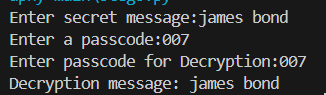 Enter secret message:james bond
Enter a passcode:007
Enter passcode for Decryption:007
Decryption message: james bond